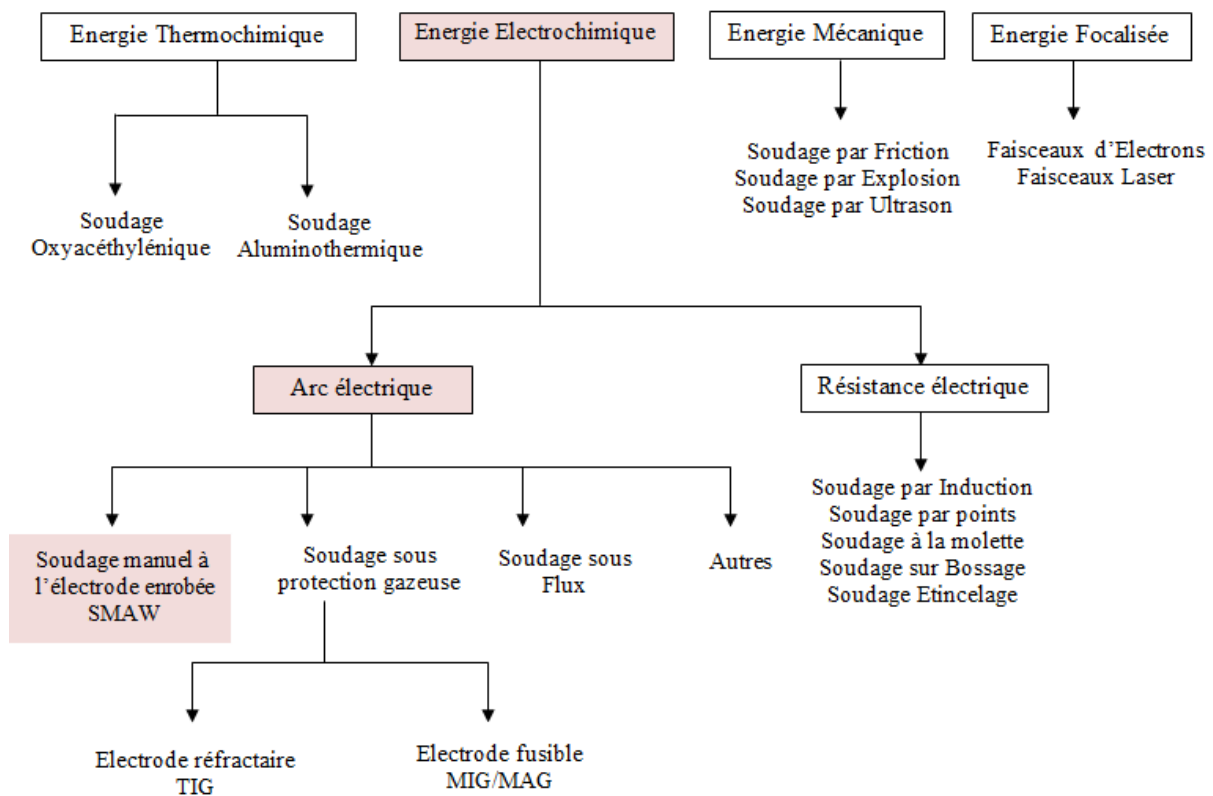 Energie Thermochimique
Energie Electrochimique
Energie Mécanique
Energie Focalisée
Soudage
Oxyacéthylénique
Soudage
Aluminothermique
Soudage par Friction
Soudage par Explosion
Soudage par Ultrason
Faisceaux d’Electrons
Faisceaux Laser
Arc électrique
Résistance électrique
Soudage manuel à
l’électrode enrobée
SMAW
Soudage sous
protection gazeuse
Soudage sous
Flux
Autres
Soudage par Induction
Soudage par points
Soudage à la molette
Soudage sur Bossage
Soudage Etincelage
Electrode réfractaire
TIG
Electrode fusible
MIG/MAG